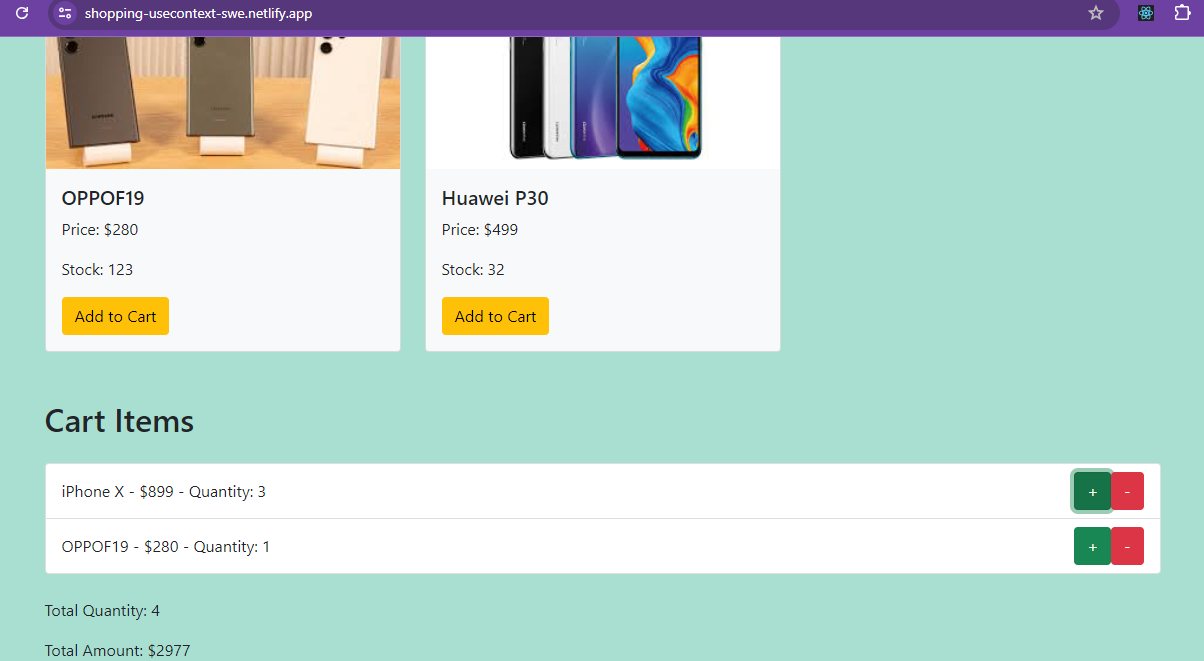 shopping-usecontext-swe.netlify.app
SAMSUNG
OPPOF19
Price: $280
Stock: 123
Add to Cart
Huawei P30
Price: $499
Stock: 32
Add to Cart
Cart Items
iPhone X - $899 - Quantity: 3
+ -
OPPOF19 - $280 - Quantity: 1
+ -
Total Quantity: 4
Total Amount: $2977